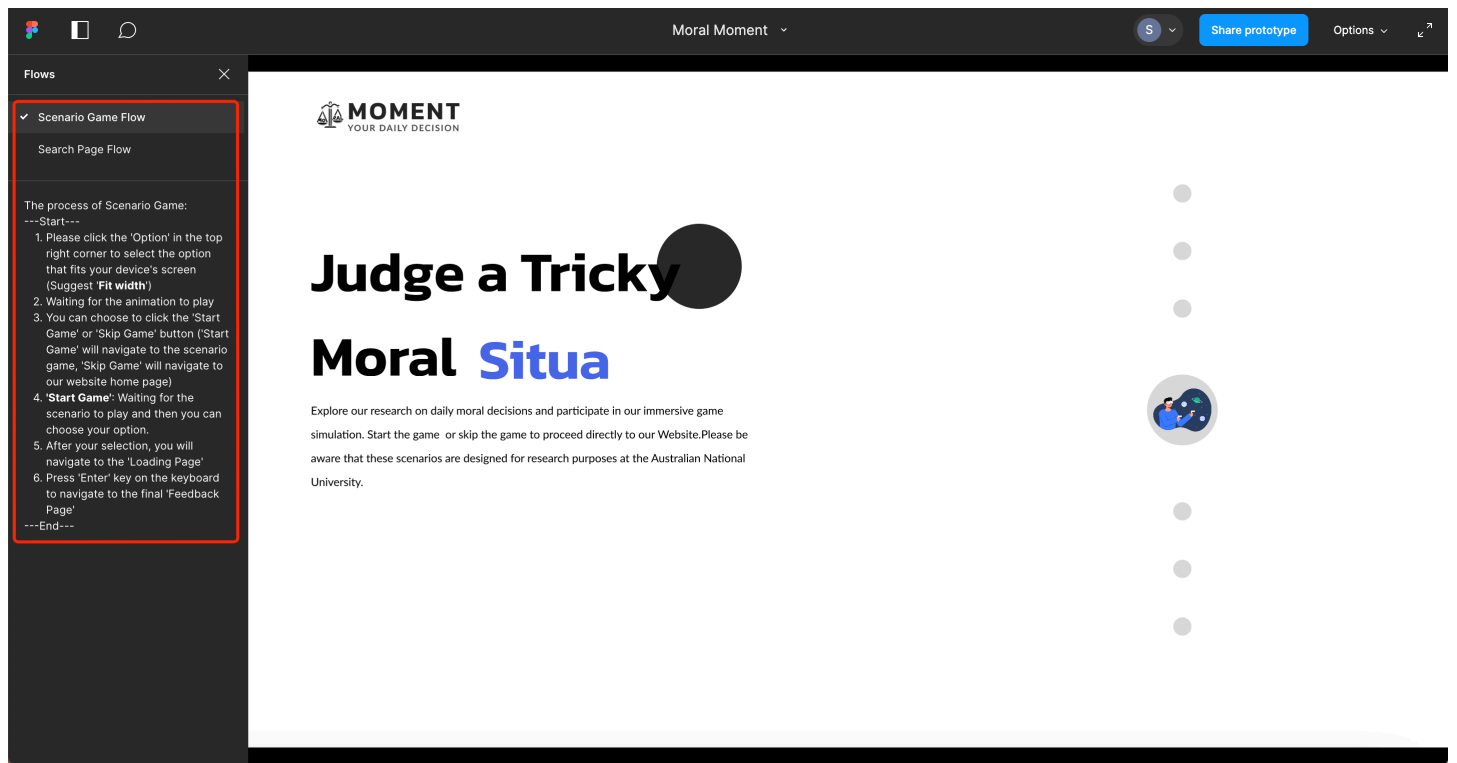 Moral Moment
S
Share prototype
Options
Flows
Scenario Game Flow
Search Page Flow
The process of Scenario Game:
---Start---
1. Please click the 'Option' in the top
right corner to select the option
that fits your device's screen
(Suggest 'Fit width')
2. Waiting for the animation to play
3. You can choose to click the 'Start
Game' or 'Skip Game' button ('Start
Game' will navigate to the scenario
game, 'Skip Game' will navigate to
our website home page)
4. 'Start Game': Waiting for the
scenario to play and then you can
choose your option.
5. After your selection, you will
navigate to the 'Loading Page'
6. Press 'Enter' key on the keyboard
to navigate to the final 'Feedback
Page'
---End---
MOMENT
YOUR DAILY DECISION
Judge a Tricky
Moral Situa
Explore our research on daily moral decisions and participate in our immersive game
simulation. Start the game or skip the game to proceed directly to our Website.Please be
aware that these scenarios are designed for research purposes at the Australian National
University.